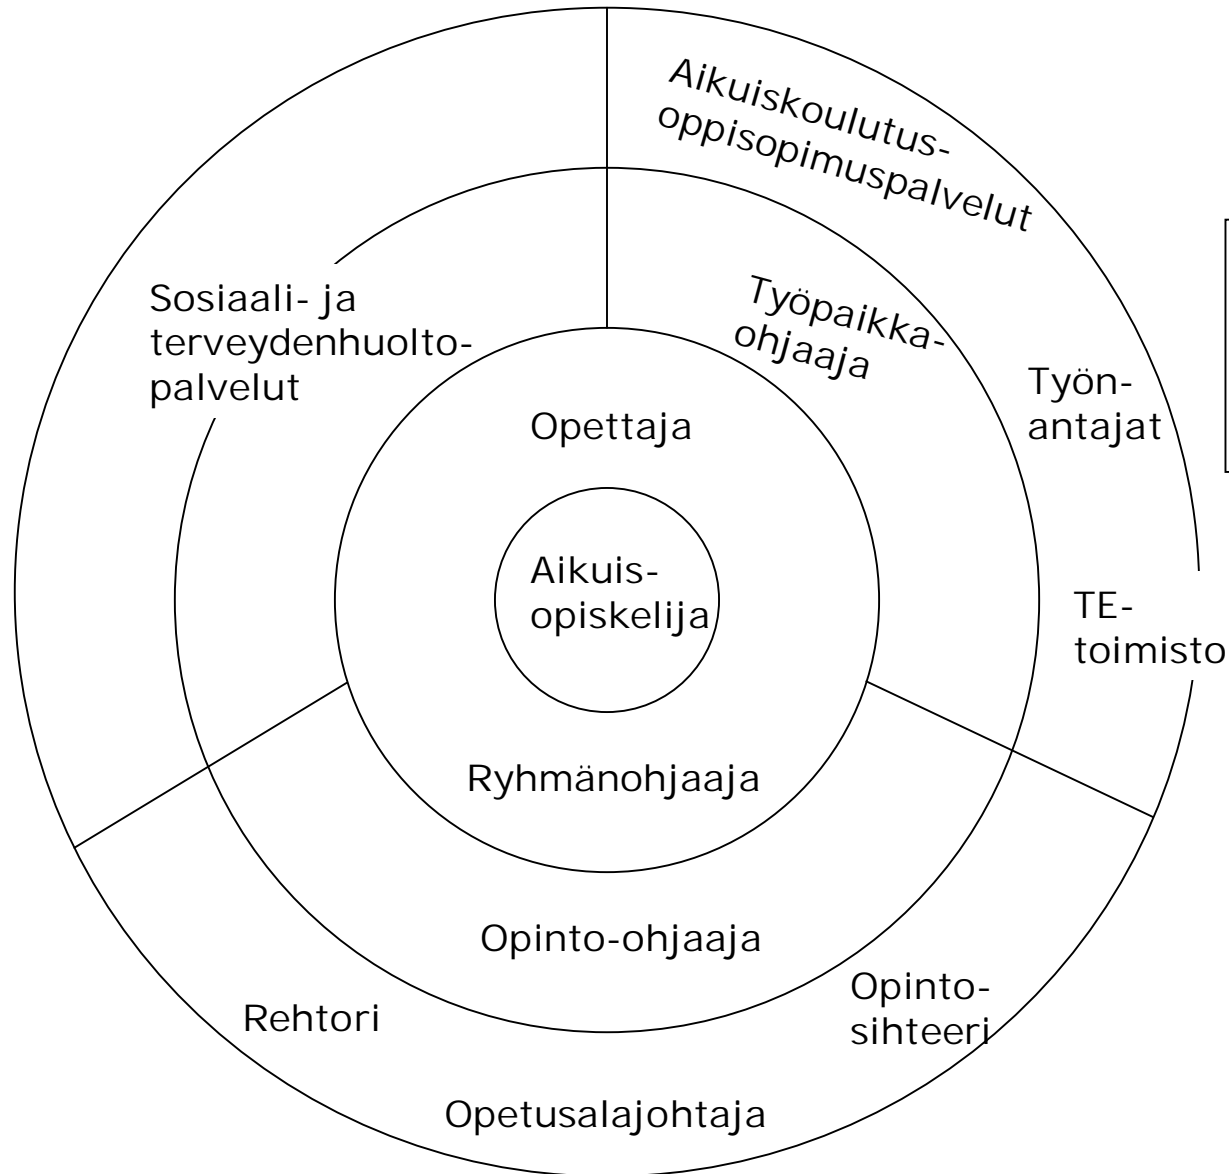 Aikuiskoulutus-
oppisopimuspalvelut
Sosiaali- ja
terveydenhuolto-
palvelut
Työpaikka-
ohjaaja
Työn-
antajat
Opettaja
Aikuis-
opiskelija
TE-
toimisto
Ryhmänohjaaja
Opinto-ohjaaja
Opinto-
sihteeri
Rehtori
Opetusalajohtaja